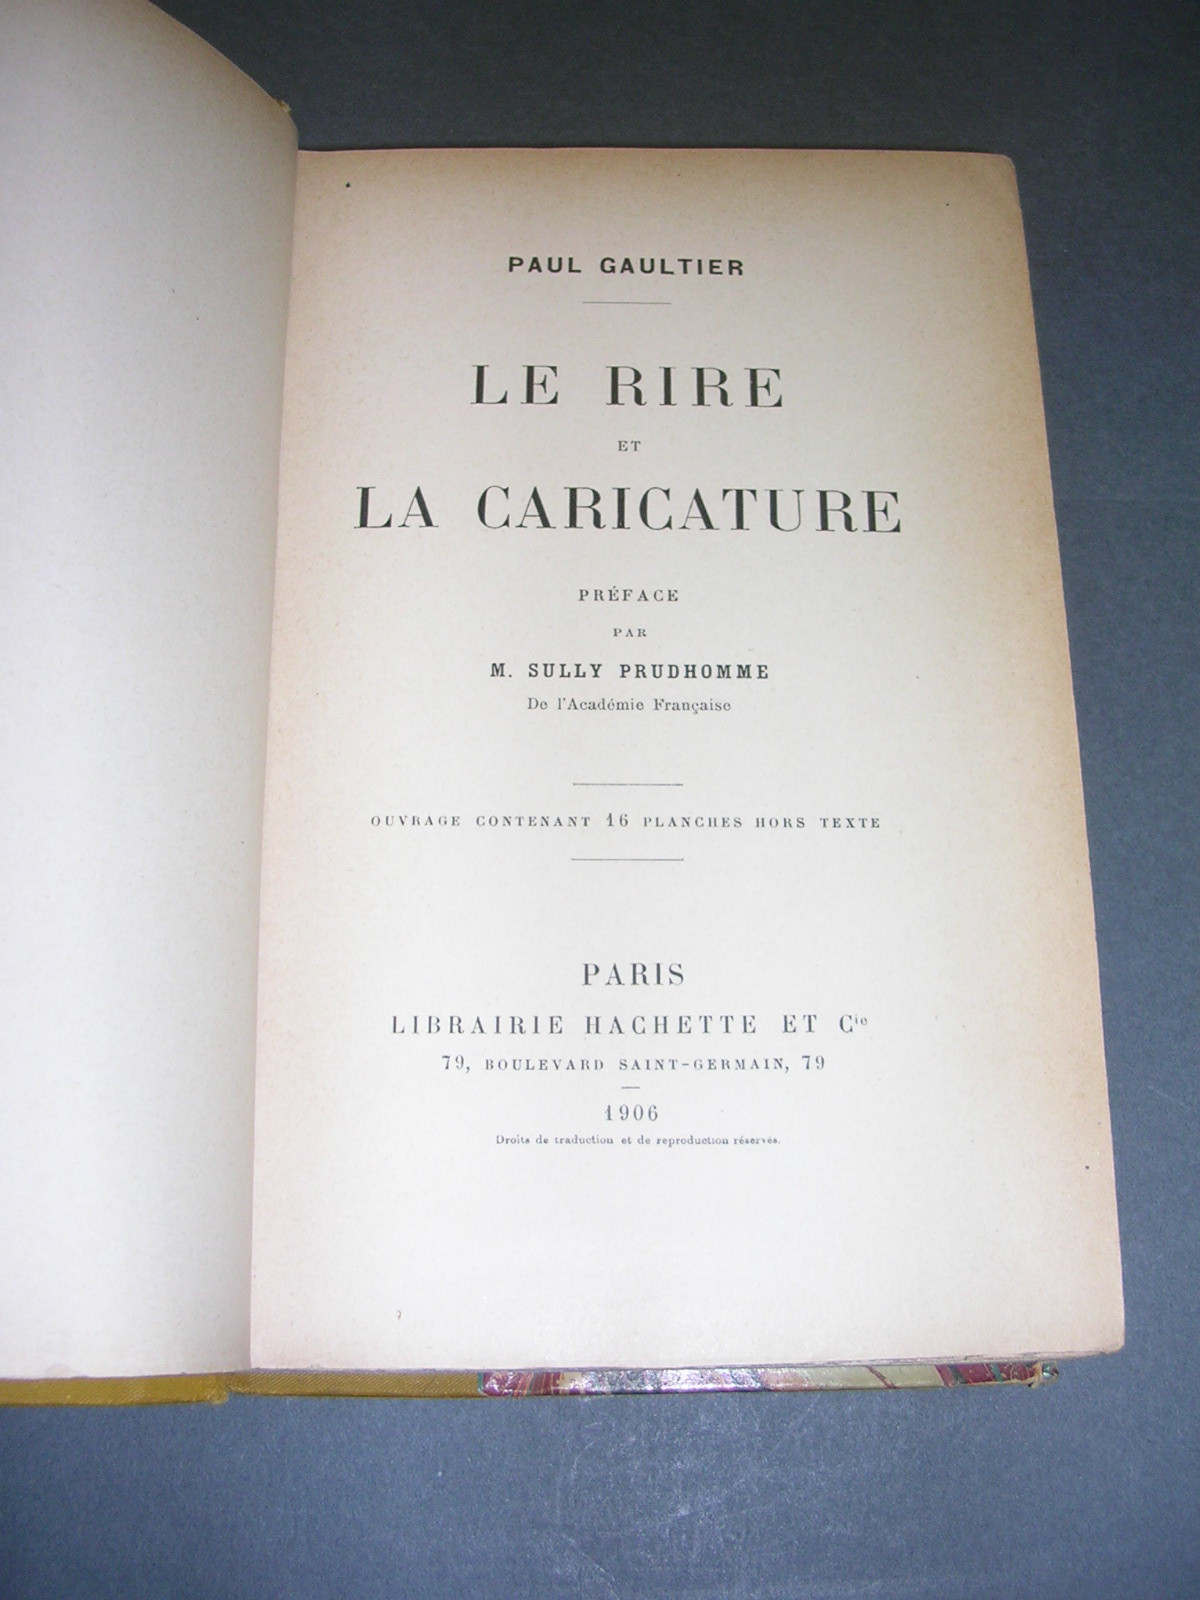 PAUL GAULTIER
LE RIRE
ET
LA CARICATURE
PRÉFACE
PAR
M. SULLY PRUDHOMME
De l'Académie Française
OUVRAGE CONTENANT 16 PLANCHES HORS TEXTE
PARIS
LIBRAIRIE HACHETTE ET Cie
79, BOULEVARD SAINT-GERMAIN, 79
1906
Droits de traduction et de reproduction réservés.